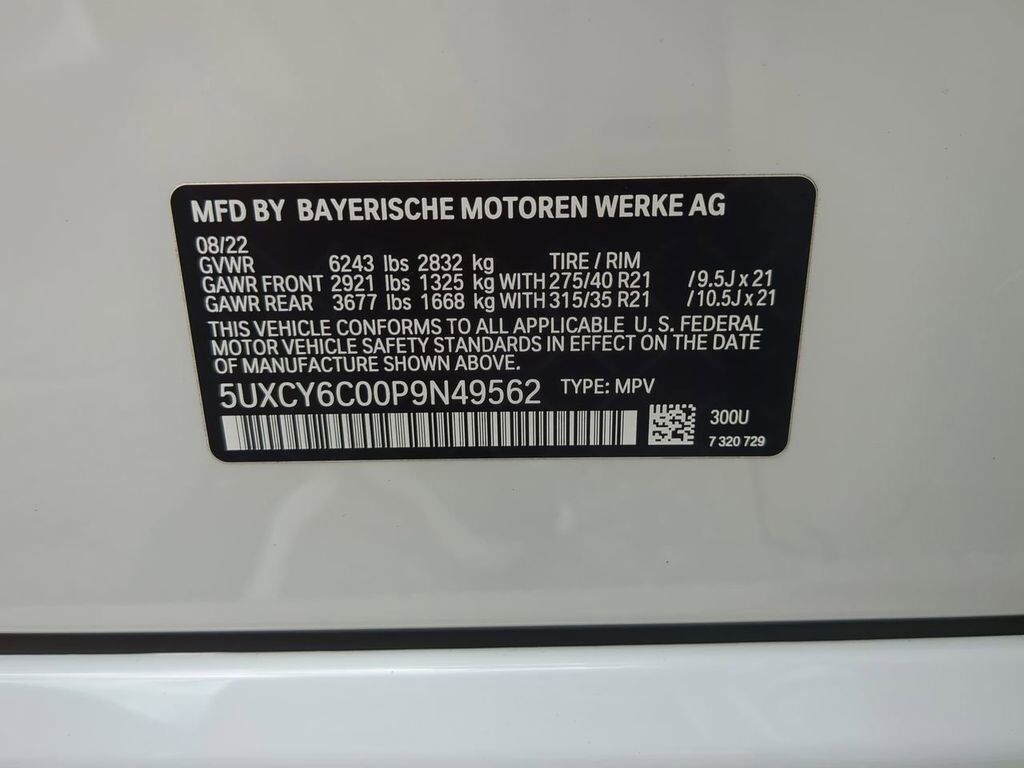 MFD BY BAYERISCHE MOTOREN WERKE AG
08/22
GVWR 6243 lbs 2832 kg TIRE / RIM
GAWR FRONT 2921 lbs 1325 kg WITH 275/40 R21 / 9.5J x 21
GAWR REAR 3677 lbs 1668 kg WITH 315/35 R21 / 10.5J x 21
THIS VEHICLE CONFORMS TO ALL APPLICABLE U. S. FEDERAL
MOTOR VEHICLE SAFETY STANDARDS IN EFFECT ON THE DATE
OF MANUFACTURE SHOWN ABOVE.
5UXCY6C00P9N49562 TYPE: MPV
300U
7 320 729